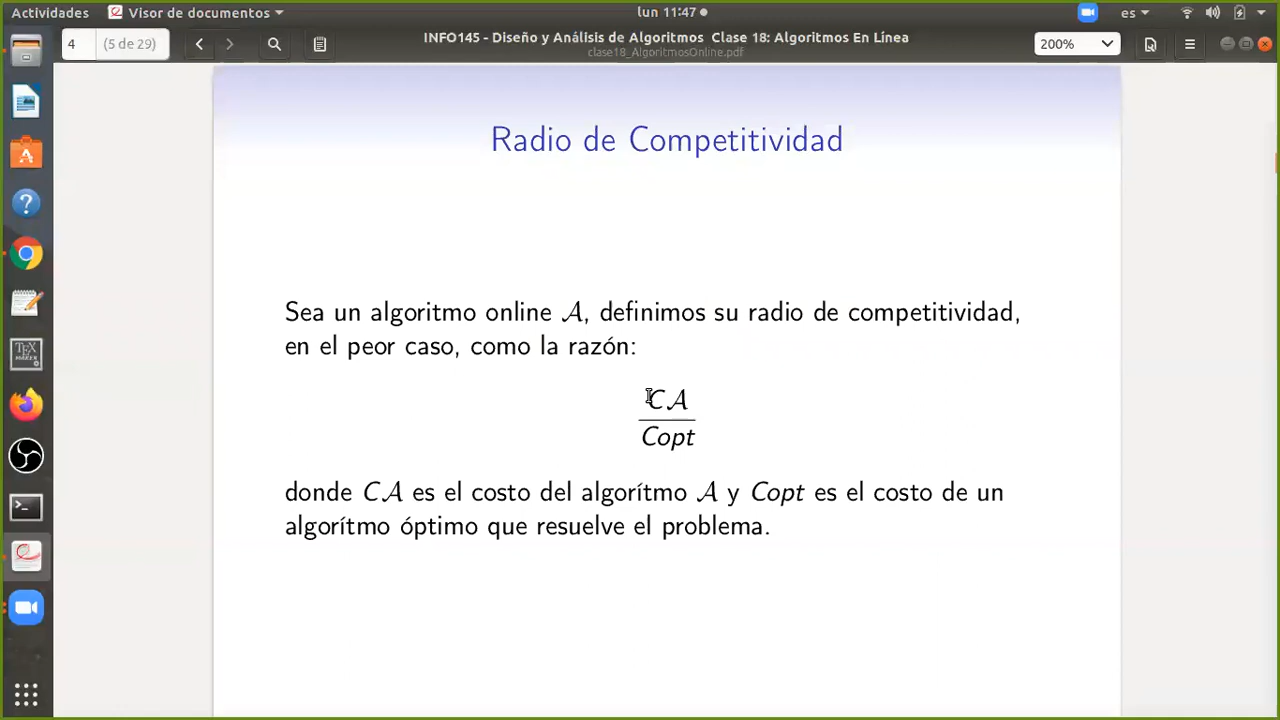 Actividades Visor de documentos lun 11:47 es
4 (5 de 29) INFO145 - Diseño y Análisis de Algoritmos Clase 18: Algoritmos En Línea 200%
clase18_AlgoritmosOnline.pdf
Radio de Competitividad
Sea un algoritmo online A, definimos su radio de competitividad,
en el peor caso, como la razón:
CA
Copt
donde CA es el costo del algorítmo A y Copt es el costo de un
algorítmo óptimo que resuelve el problema.